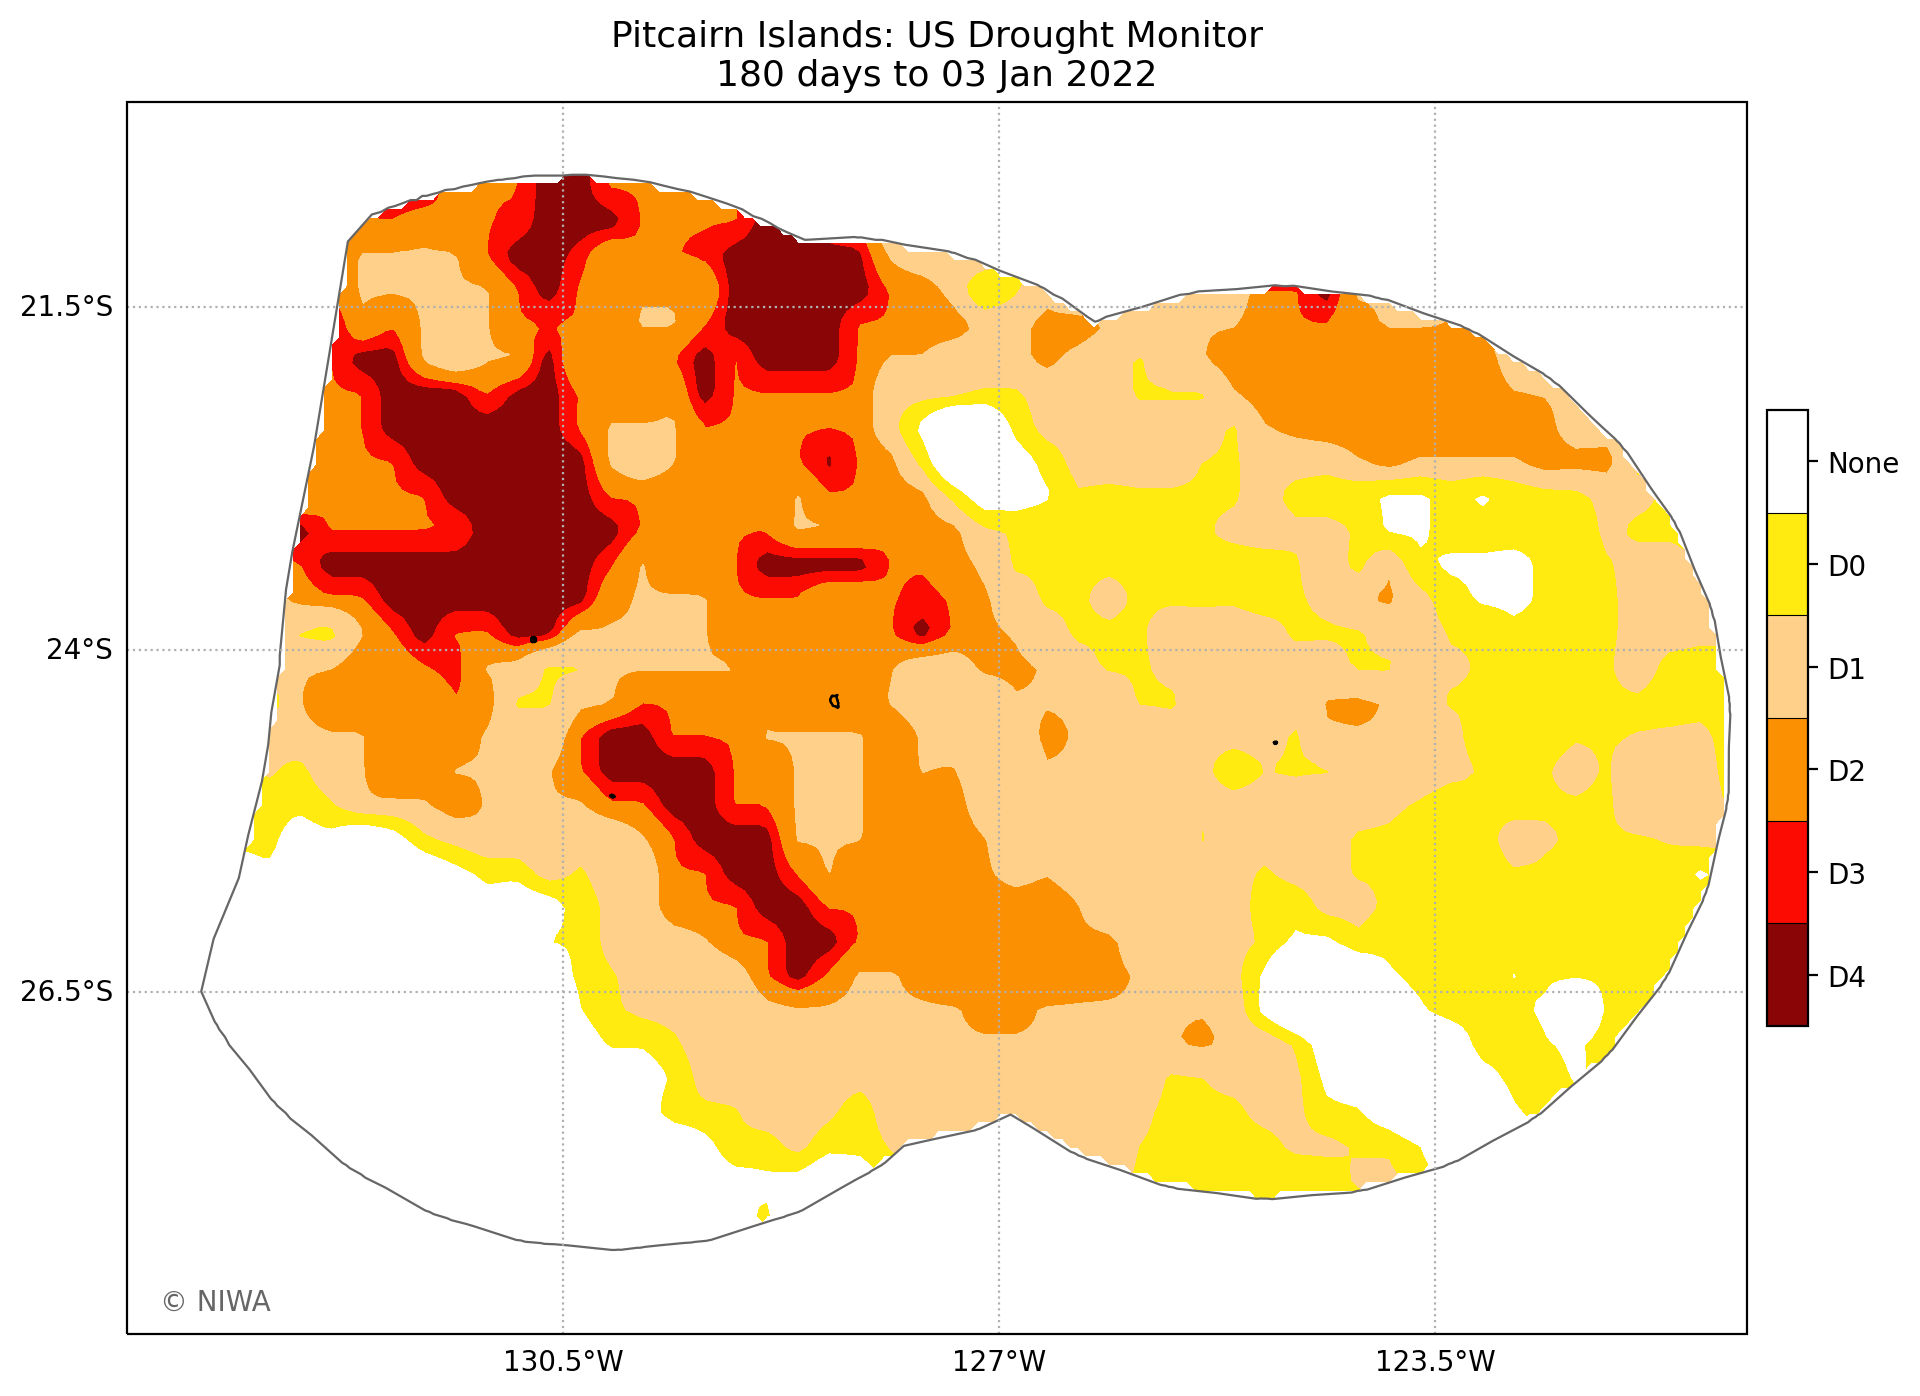 Pitcairn Islands: US Drought Monitor
180 days to 03 Jan 2022
21.5°S
24°S
26.5°S
130.5°W
127°W
123.5°W
None
D0
D1
D2
D3
D4
© NIWA